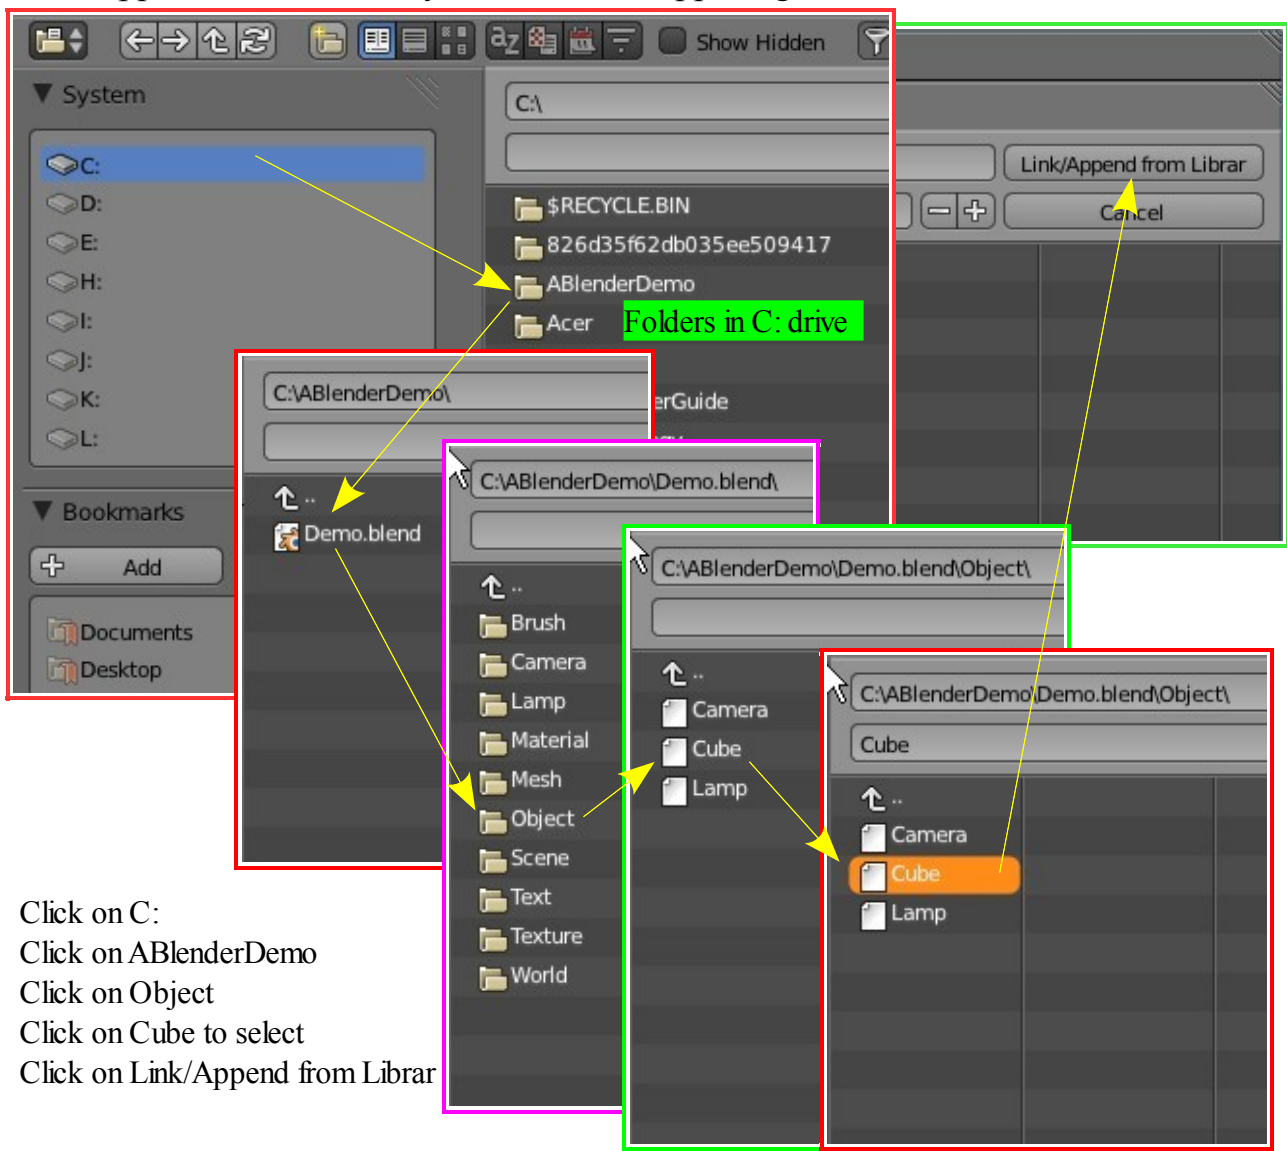 Show Hidden
System
C:\
C:
D:
E:
H:
I:
J:
K:
L:
$RECYCLE.BIN
826d35f62db035ee509417
ABlenderDemo
Acer
Folders in C: drive
erGuide
Link/Append from Librar
Cancel
Bookmarks
Add
Documents
Desktop
C:\ABlenderDemo\
..
Demo.blend
C:\ABlenderDemo\Demo.blend\
..
Brush
Camera
Lamp
Material
Mesh
Object
Scene
Text
Texture
World
C:\ABlenderDemo\Demo.blend\Object\
..
Camera
Cube
Lamp
C:\ABlenderDemo\Demo.blend\Object\
Cube
..
Camera
Cube
Lamp
Click on C:
Click on ABlenderDemo
Click on Object
Click on Cube to select
Click on Link/Append from Librar